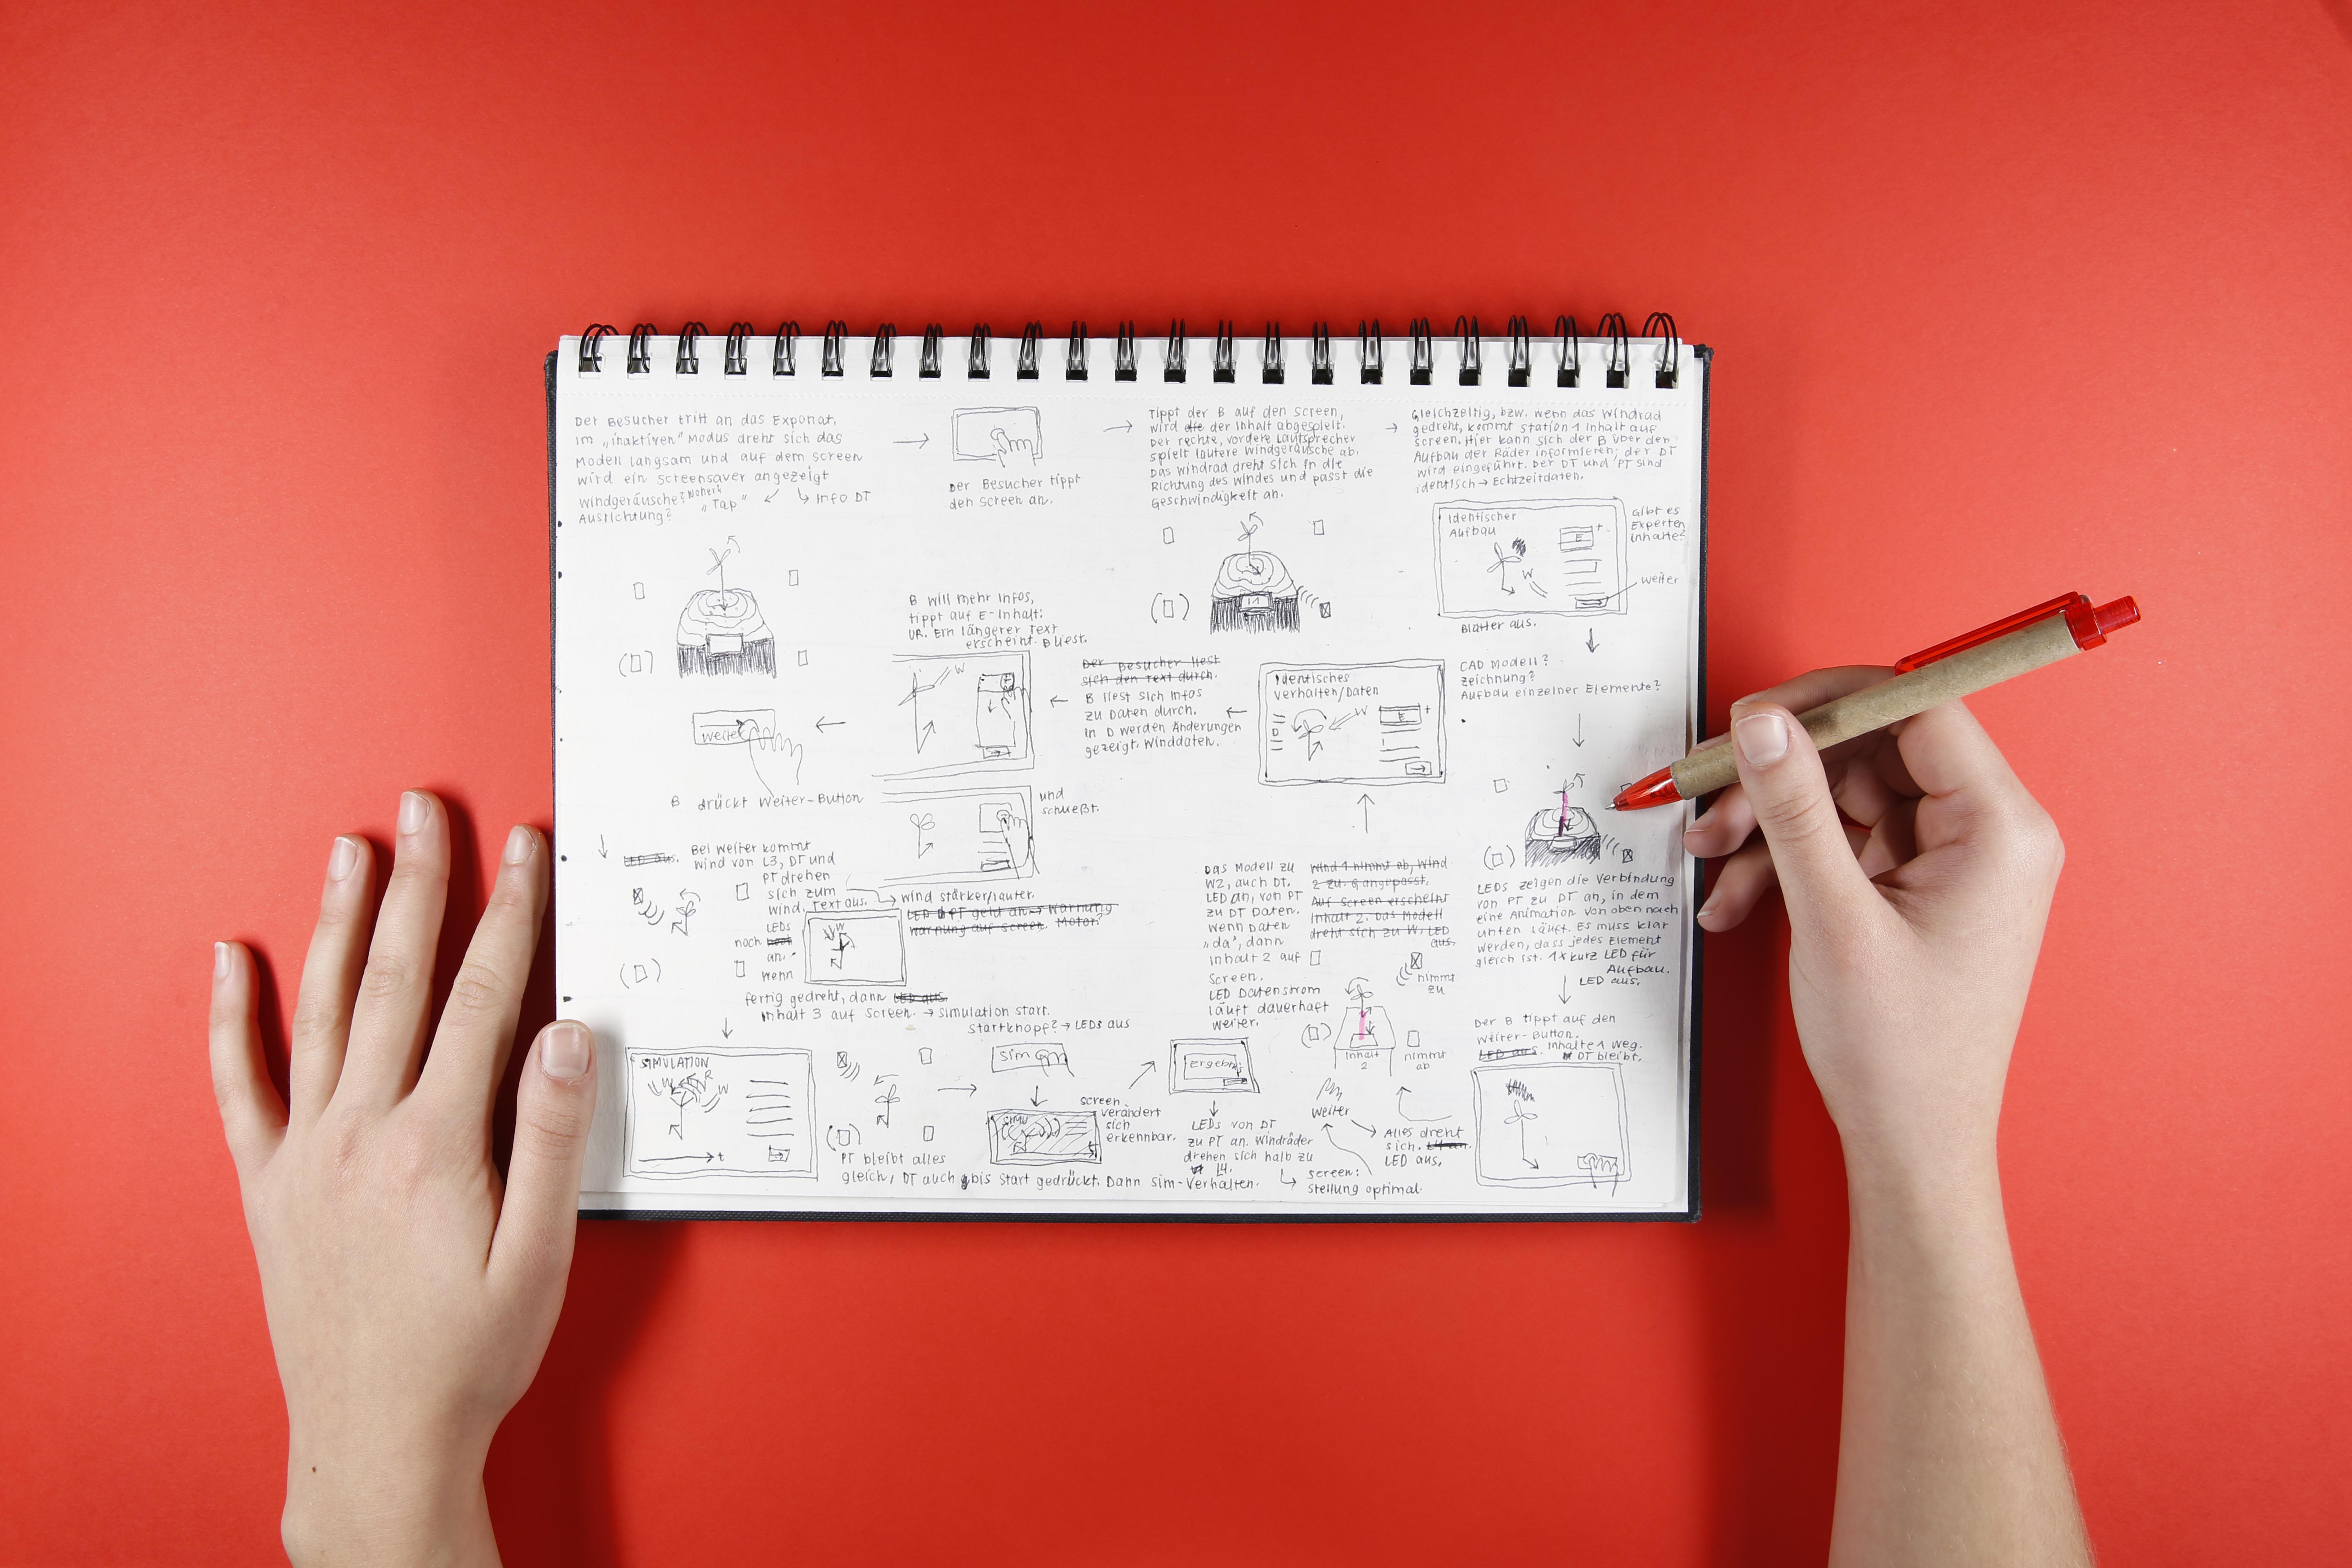 Der Besucher tritt an das Exponat.
Im „inaktiven" Modus dreht sich das
Modell langsam und auf dem Screen
wird ein Screensaver angezeigt
Windgeräusche? Woher?
Ausrichtung?
„Tap"
Info DT
Der Besucher tippt
den Screen an.
Tippt der B auf den Screen,
wird die der Inhalt abgespielt.
Der rechte, vordere Lautsprecher
spielt lautere Windgeräusche ab.
Das Windrad dreht sich in die
Richtung des Windes und passt die
Geschwindigkeit an.
Gleichzeitig, bzw. wenn das Windrad
gedreht, kommt Station 1 Inhalt auf
Screen. Hier kann sich der B über den
Aufbau der Räder informieren; der DT
wird eingeführt. Der DT und PT sind
identisch → Echtzeitdaten.
Identischer
Aufbau
E
+
W
Gibt es
Experten
Inhalte?
weiter
Blätter aus.
CAD Modell?
Zeichnung?
Aufbau einzelner Elemente?
LEDs zeigen die Verbindung
von PT zu DT an, in dem
eine Animation von oben nach
unten läuft. Es muss klar
werden, dass jedes Element
gleich ist. 1x kurz LED für
Aufbau.
LED aus.
Der B tippt auf den
Weiter-Button.
LED aus. Inhalte 1 weg.
DT bleibt.
Alles dreht
sich.
LED aus.
weiter
Screen:
Stellung optimal.
Das Modell zu
W2, auch DT.
LED an, von PT
zu DT Daten.
Wenn Daten
„da", dann
Inhalt 2 auf
Screen.
LED Datenstrom
läuft dauerhaft
weiter.
Wind 1 nimmt ab, Wind
2 zu. & angepasst.
Auf Screen erscheint
Inhalt 2. Das Modell
dreht sich zu W. LED
aus.
nimmt
zu
Inhalt
2
nimmt
ab
Identisches
Verhalten/Daten
D
W
E
+
Der Besucher liest
sich den Text durch.
B liest sich Infos
zu Daten durch.
In D werden Änderungen
gezeigt. Winddaten.
B will mehr Infos,
tippt auf E-Inhalt:
Ein längerer Text
erscheint. B liest.
W
und
schließt.
weiter
B drückt Weiter-Button
LED aus.
Bei Weiter kommt
Wind von L3, DT und
PT drehen
sich zum
Wind. Text aus.
LEDs
noch
an.
wenn
fertig gedreht, dann LED aus.
Inhalt 3 auf Screen. → Simulation start.
Startknopf? → LEDs aus
→ Wind stärker/lauter.
Warnung
Warnung auf Screen. Motor?
W
SIMULATION
W
R
W
t
PT bleibt alles
gleich, DT auch bis Start gedrückt. Dann Sim-Verhalten.
Sim
SIMU
Screen
verändert
sich
erkennbar.
LEDs von DT
zu PT an. Windräder
drehen sich halb zu
L4.